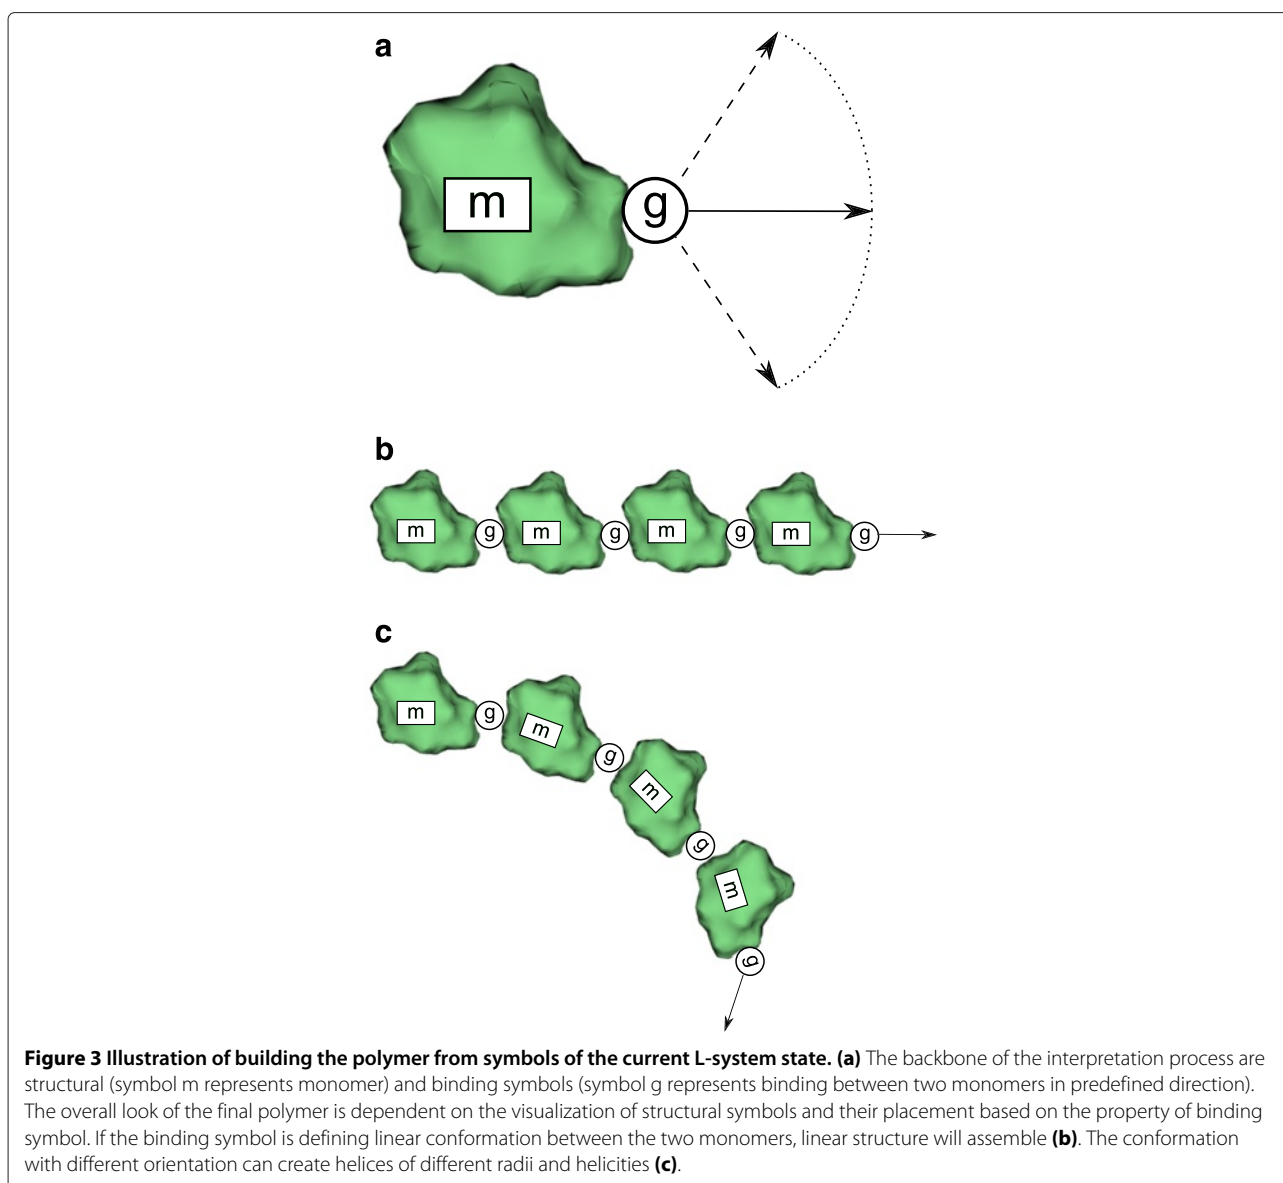 a
m g
b
m g m g m g m g
c
m g
m g
m g
m
g
Figure 3 Illustration of building the polymer from symbols of the current L-system state. (a) The backbone of the interpretation process are
structural (symbol m represents monomer) and binding symbols (symbol g represents binding between two monomers in predefined direction).
The overall look of the final polymer is dependent on the visualization of structural symbols and their placement based on the property of binding
symbol. If the binding symbol is defining linear conformation between the two monomers, linear structure will assemble (b). The conformation
with different orientation can create helices of different radii and helicities (c).